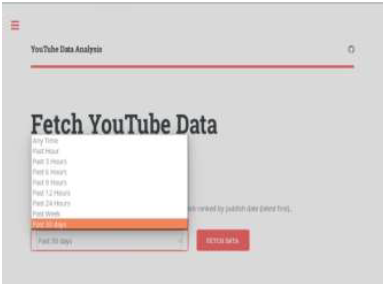 YouTube Data Analysis
Fetch YouTube Data
Any Time
Past Hour
Past 3 Hours
Past 6 Hours
Past 9 Hours
Past 12 Hours
Past 24 Hours
Past Week
Past 30 days
ranked by publish date (latest first).
Past 30 days
FETCH DATA